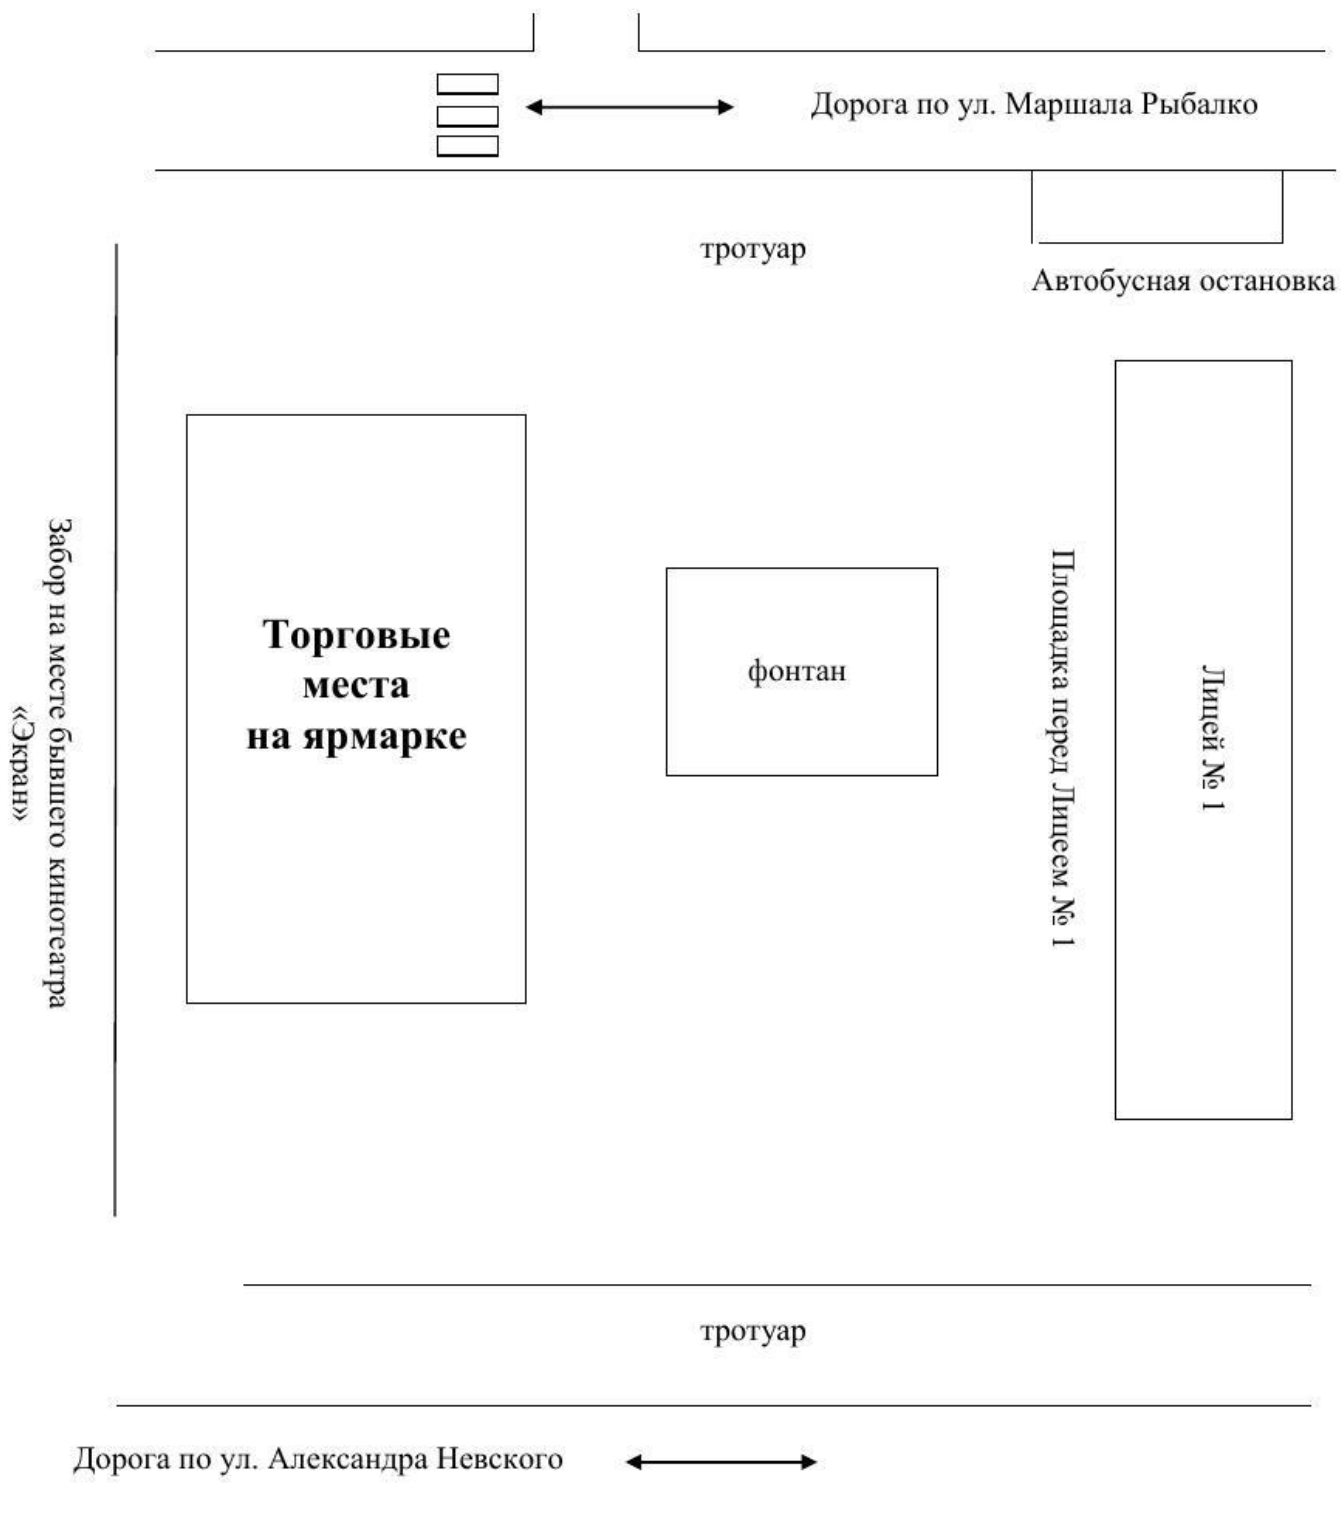 Дорога по ул. Маршала Рыбалко
тротуар
Автобусная остановка
Забор на месте бывшего кинотеатра
«Экран»
Торговые
места
на ярмарке
фонтан
Площадка перед Лицеем № 1
Лицей № 1
тротуар
Дорога по ул. Александра Невского